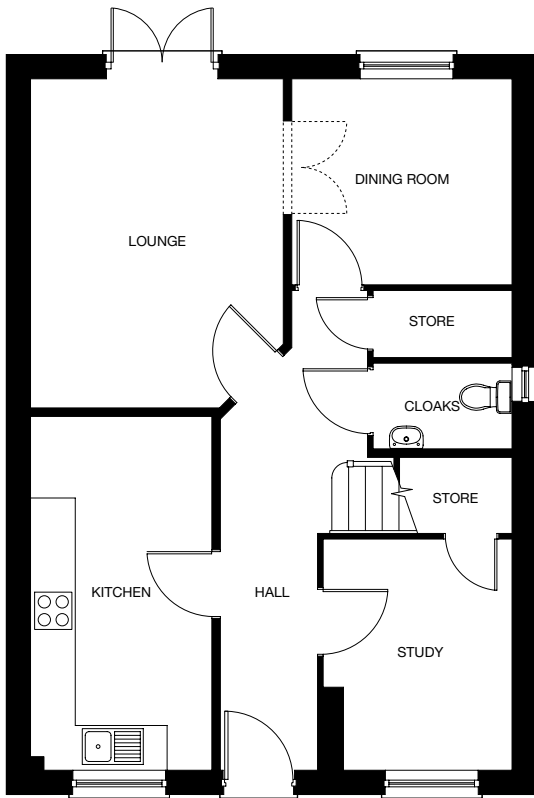 DINING ROOM
LOUNGE
STORE
CLOAKS
STORE
KITCHEN
HALL
STUDY